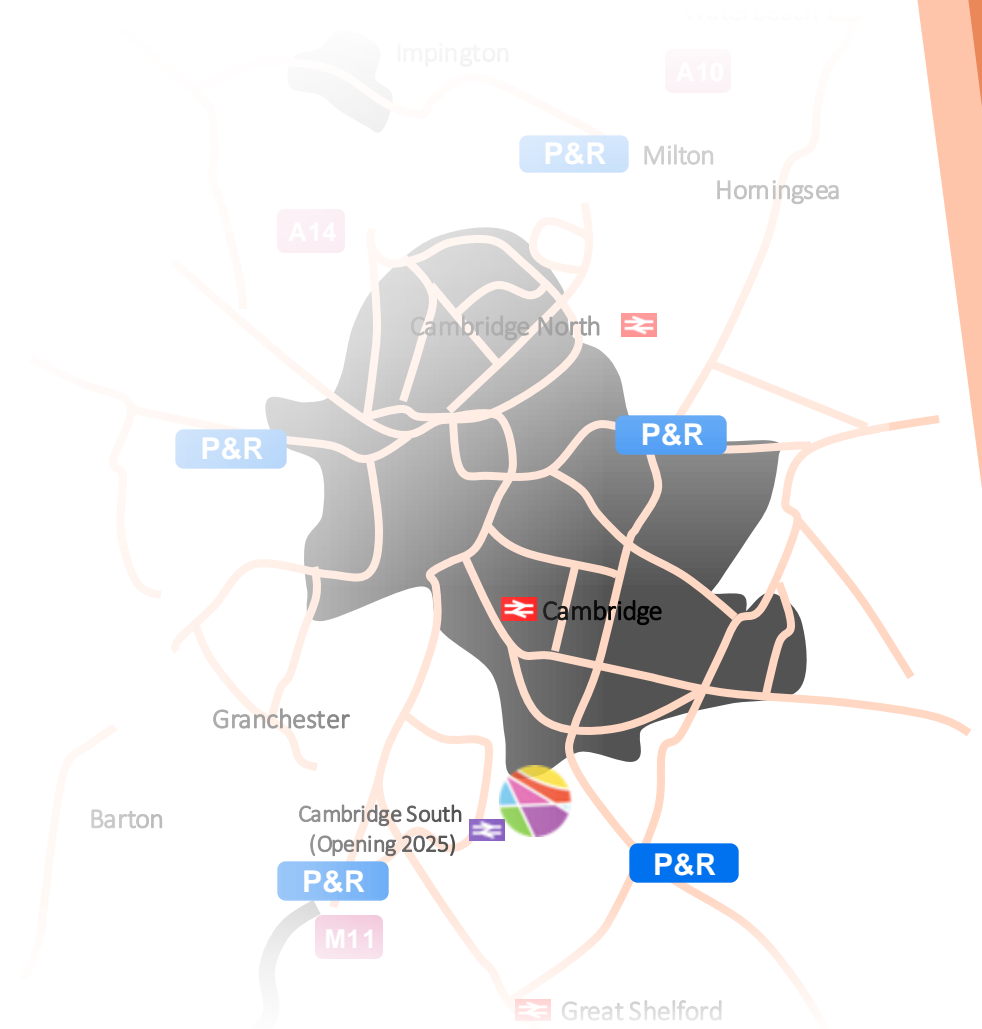 Impington
A10
P&R
Milton
Horningsea
A14
Cambridge North
P&R
P&R
Cambridge
Granchester
Barton
Cambridge South
(Opening 2025)
P&R
P&R
M11
Great Shelford